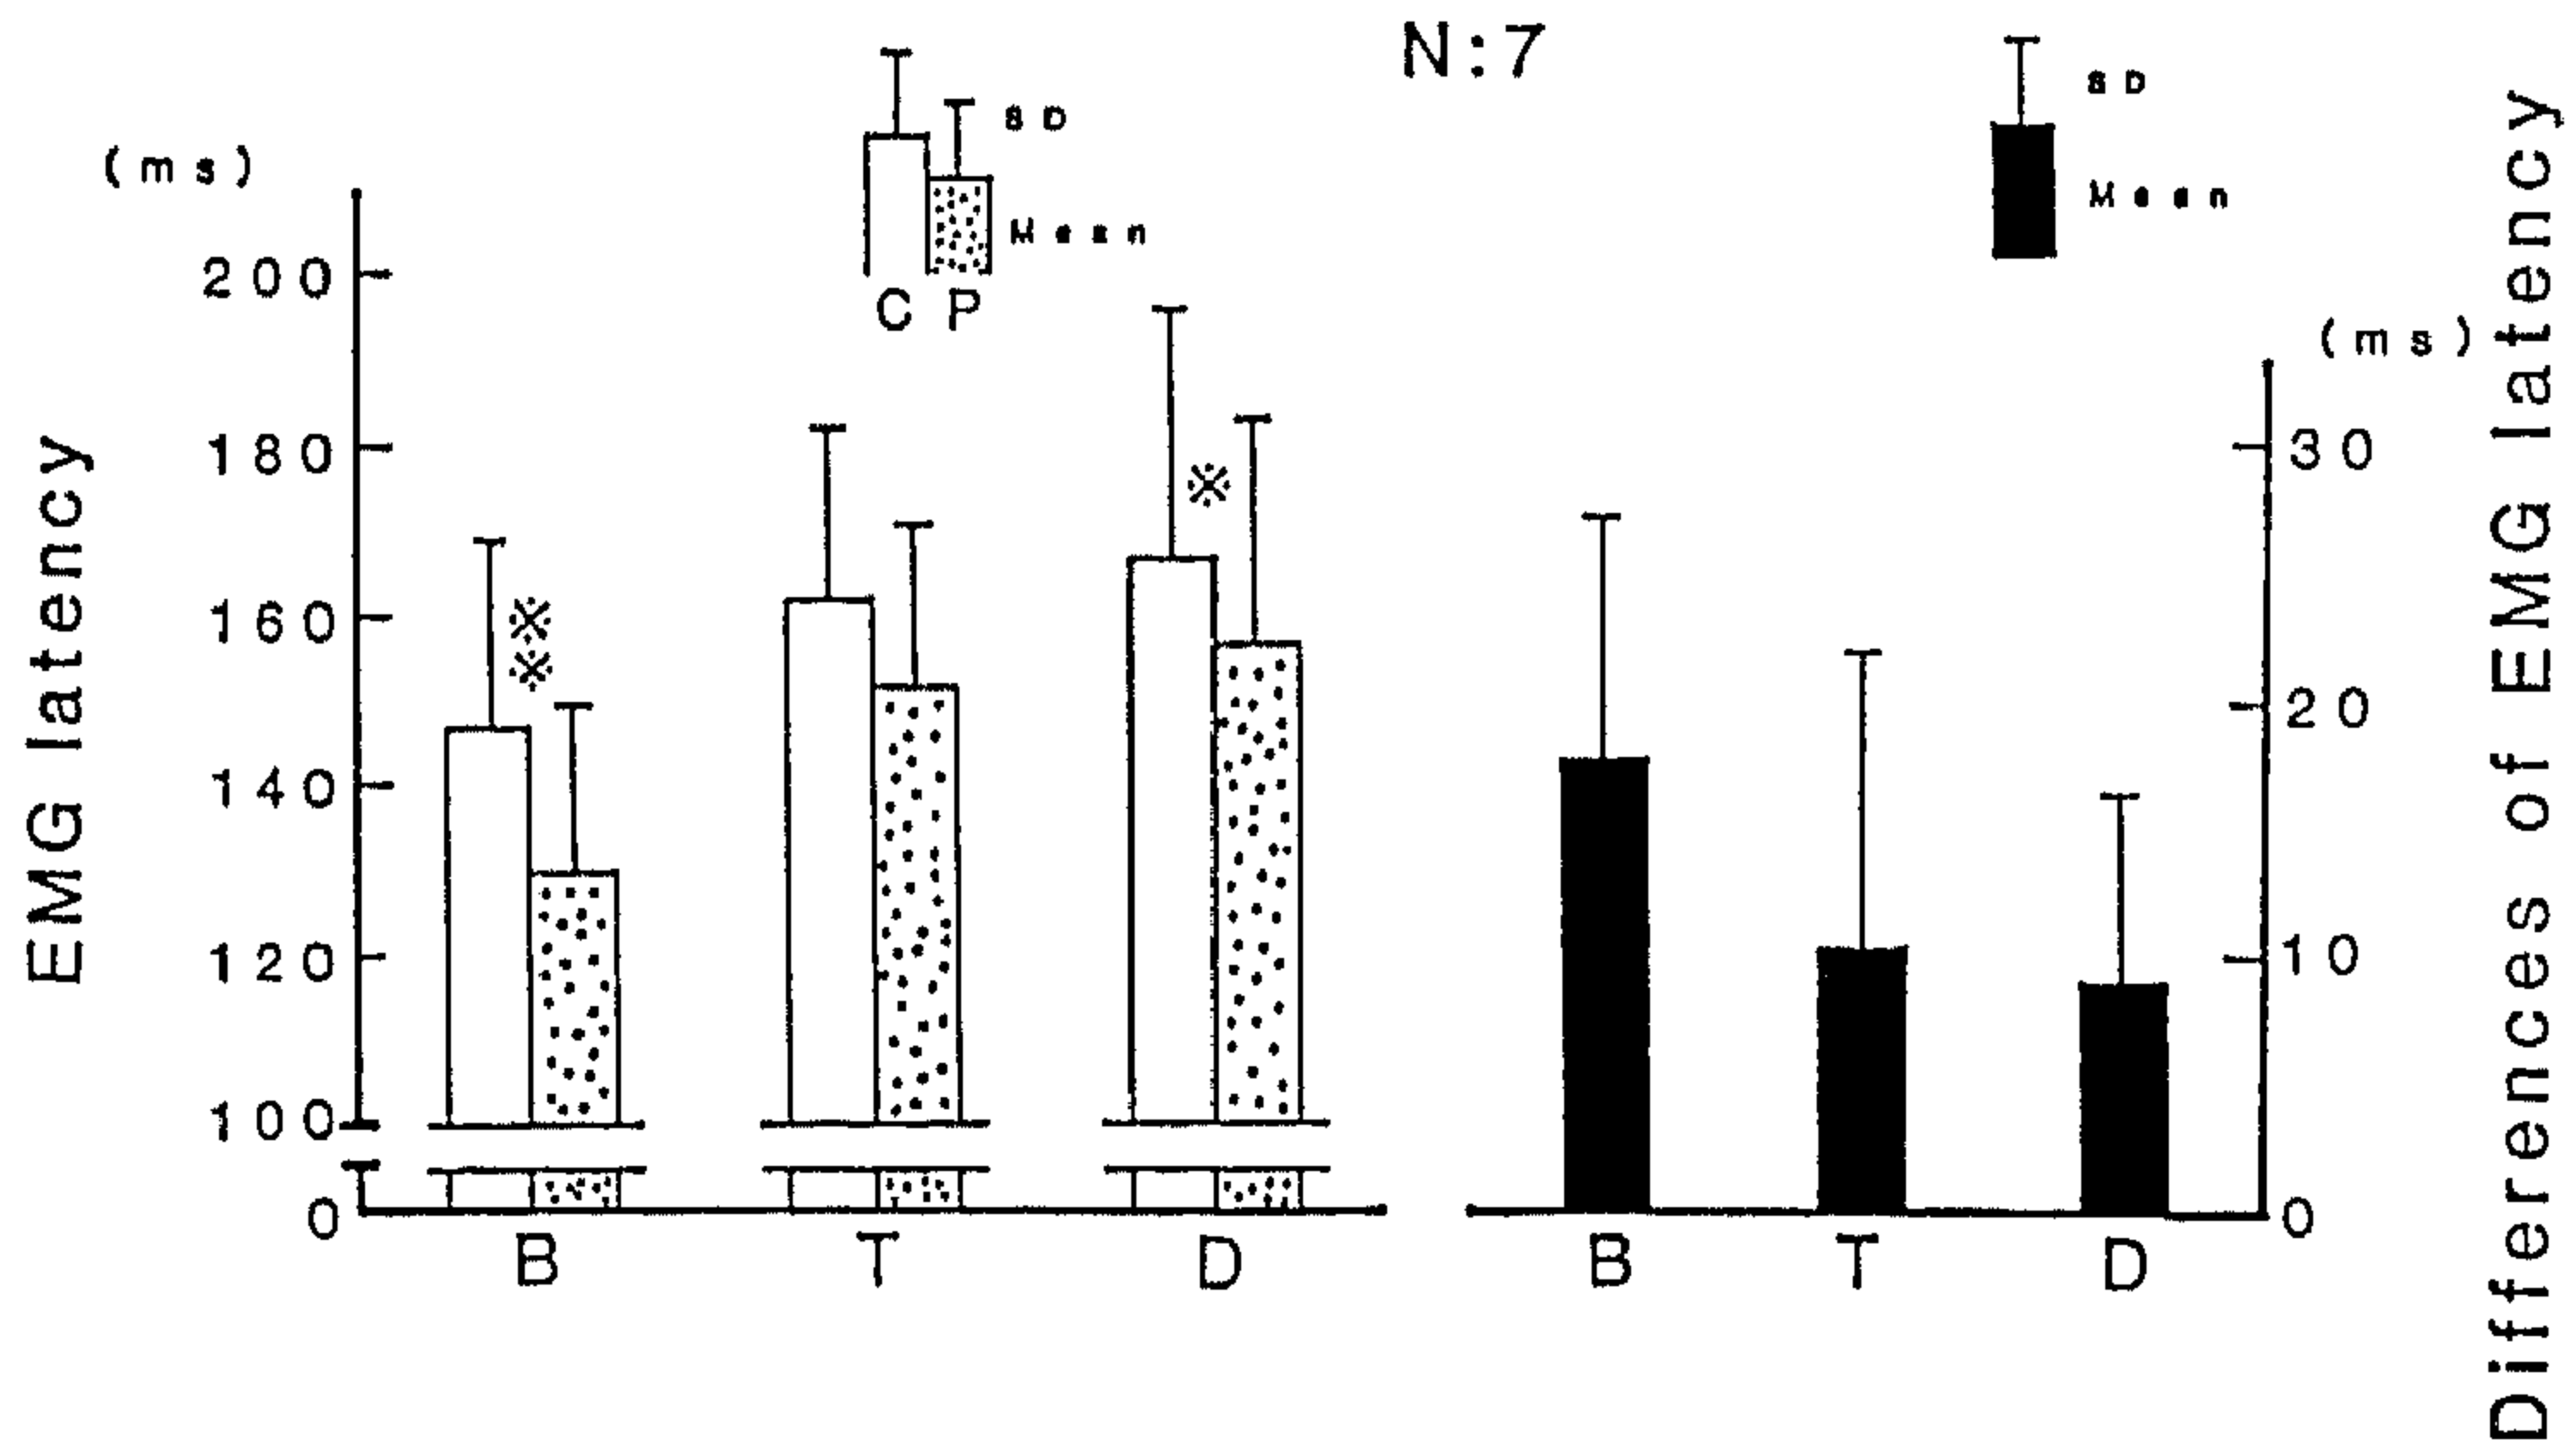 N:7
SD
Mean
C P
SD
Mean
(ms)
200
180
160
140
120
100
0
EMG latency
※
※
※
B T D
(ms)
30
20
10
0
B T D
Differences of EMG latency